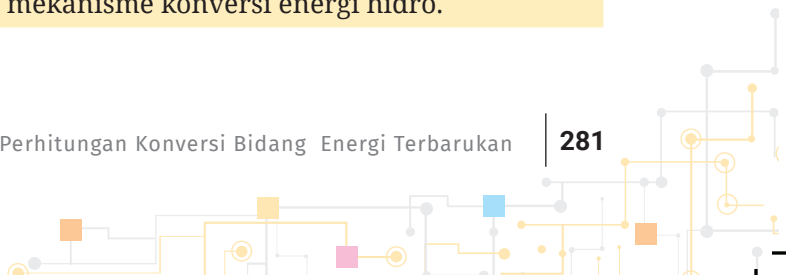 mekanisme konversi energi hidro.
Perhitungan Konversi Bidang Energi Terbarukan 281